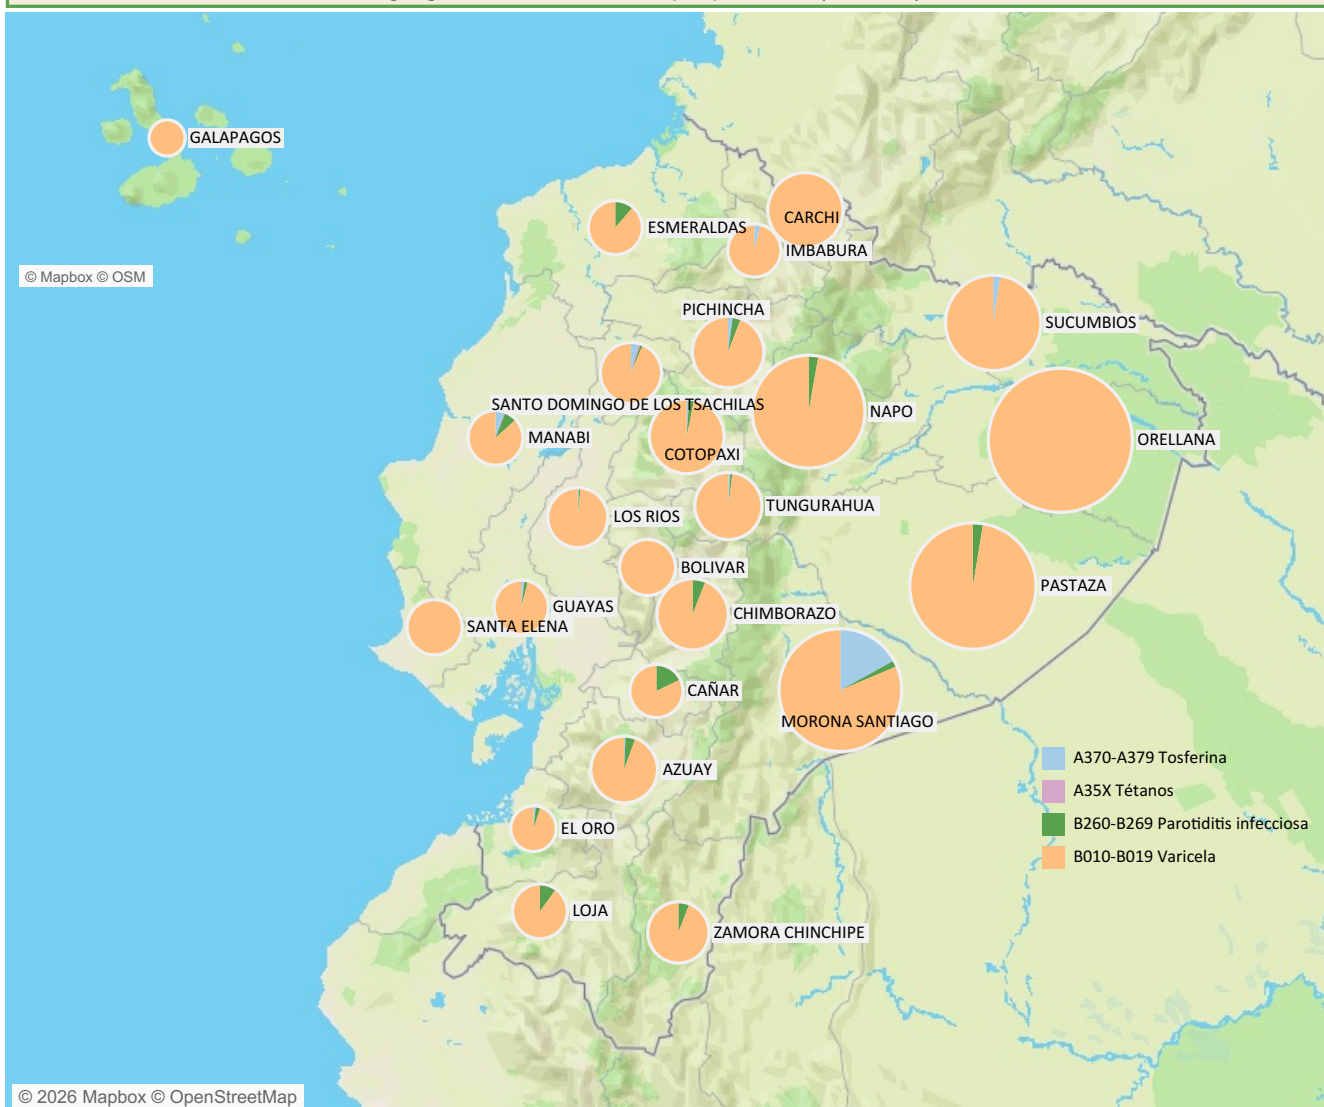 GALAPAGOS
© Mapbox © OSM
ESMERALDAS
CARCHI
IMBABURA
PICHINCHA
SUCUMBIOS
SANTO DOMINGO DE LOS TSACHILAS
NAPO
MANABI
COTOPAXI
ORELLANA
TUNGURAHUA
LOS RIOS
BOLIVAR
PASTAZA
GUAYAS
CHIMBORAZO
SANTA ELENA
CAÑAR
MORONA SANTIAGO
AZUAY
EL ORO
LOJA
ZAMORA CHINCHIPE
A370-A379 Tosferina
A35X Tétanos
B260-B269 Parotiditis infecciosa
B010-B019 Varicela
© 2026 Mapbox © OpenStreetMap